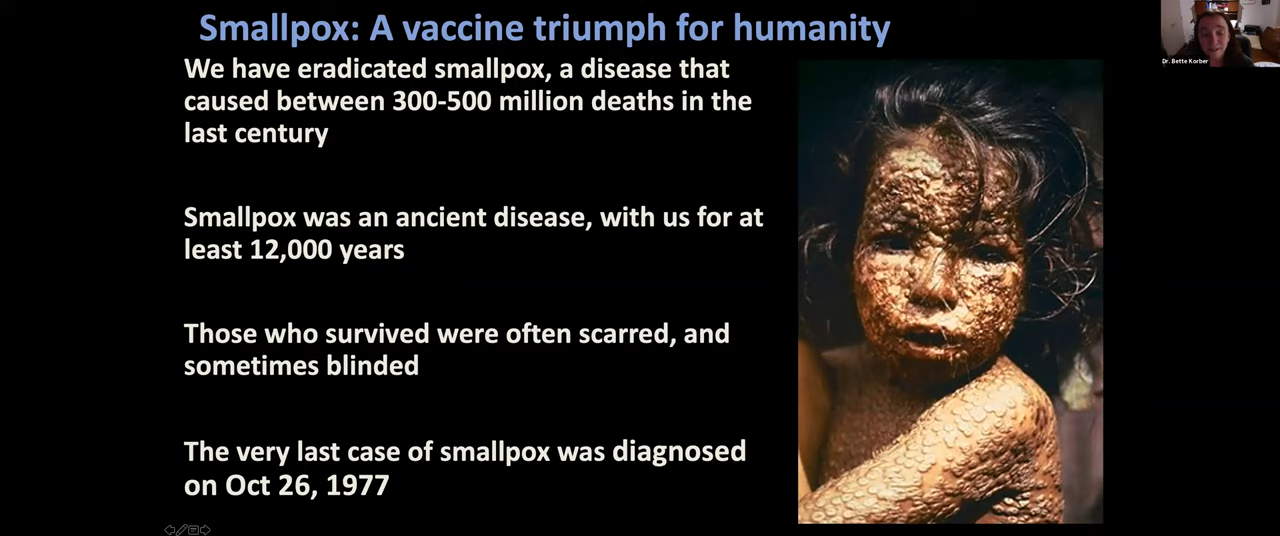 Smallpox: A vaccine triumph for humanity
We have eradicated smallpox, a disease that
caused between 300-500 million deaths in the
last century
Smallpox was an ancient disease, with us for at
least 12,000 years
Those who survived were often scarred, and
sometimes blinded
The very last case of smallpox was diagnosed
on Oct 26, 1977
Dr. Bette Korber